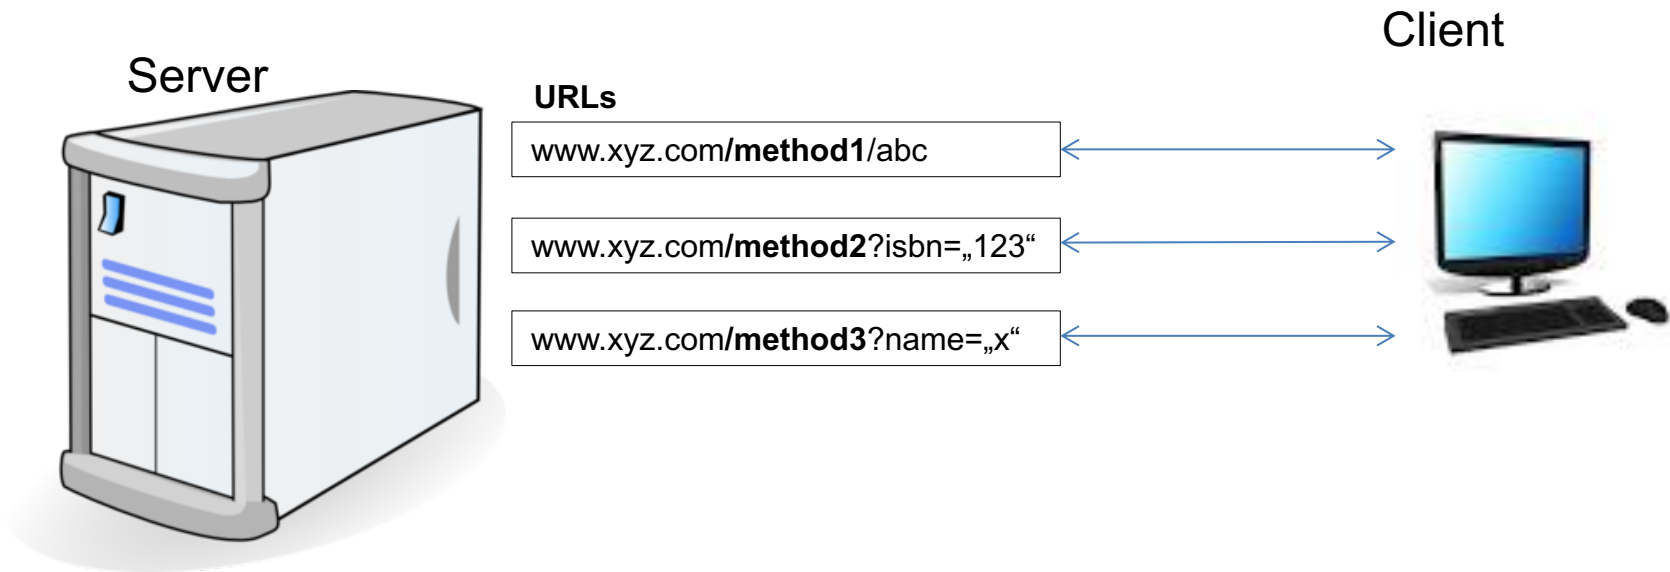 Client
Server
URLs
www.xyz.com/method1/abc
www.xyz.com/method2?isbn=„123“
www.xyz.com/method3?name=„x“